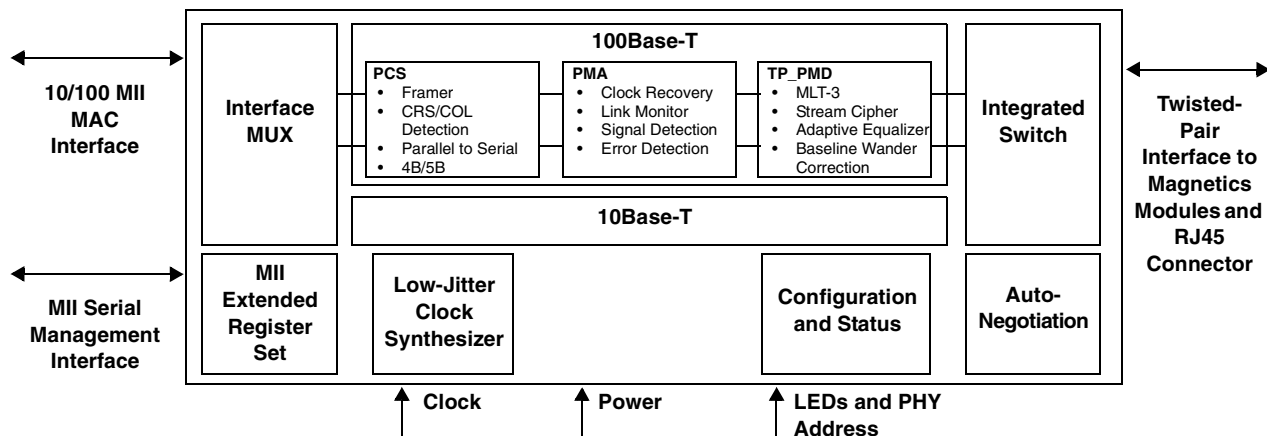 10/100 MII
MAC
Interface
MII Serial
Management
Interface
Interface
MUX
100Base-T
PCS
• Framer
• CRS/COL
Detection
• Parallel to Serial
• 4B/5B
PMA
• Clock Recovery
• Link Monitor
• Signal Detection
• Error Detection
TP_PMD
• MLT-3
• Stream Cipher
• Adaptive Equalizer
• Baseline Wander
Correction
10Base-T
Integrated
Switch
Twisted-
Pair
Interface to
Magnetics
Modules and
RJ45
Connector
MII
Extended
Register
Set
Low-Jitter
Clock
Synthesizer
Configuration
and Status
Auto-
Negotiation
Clock
Power
LEDs and PHY
Address